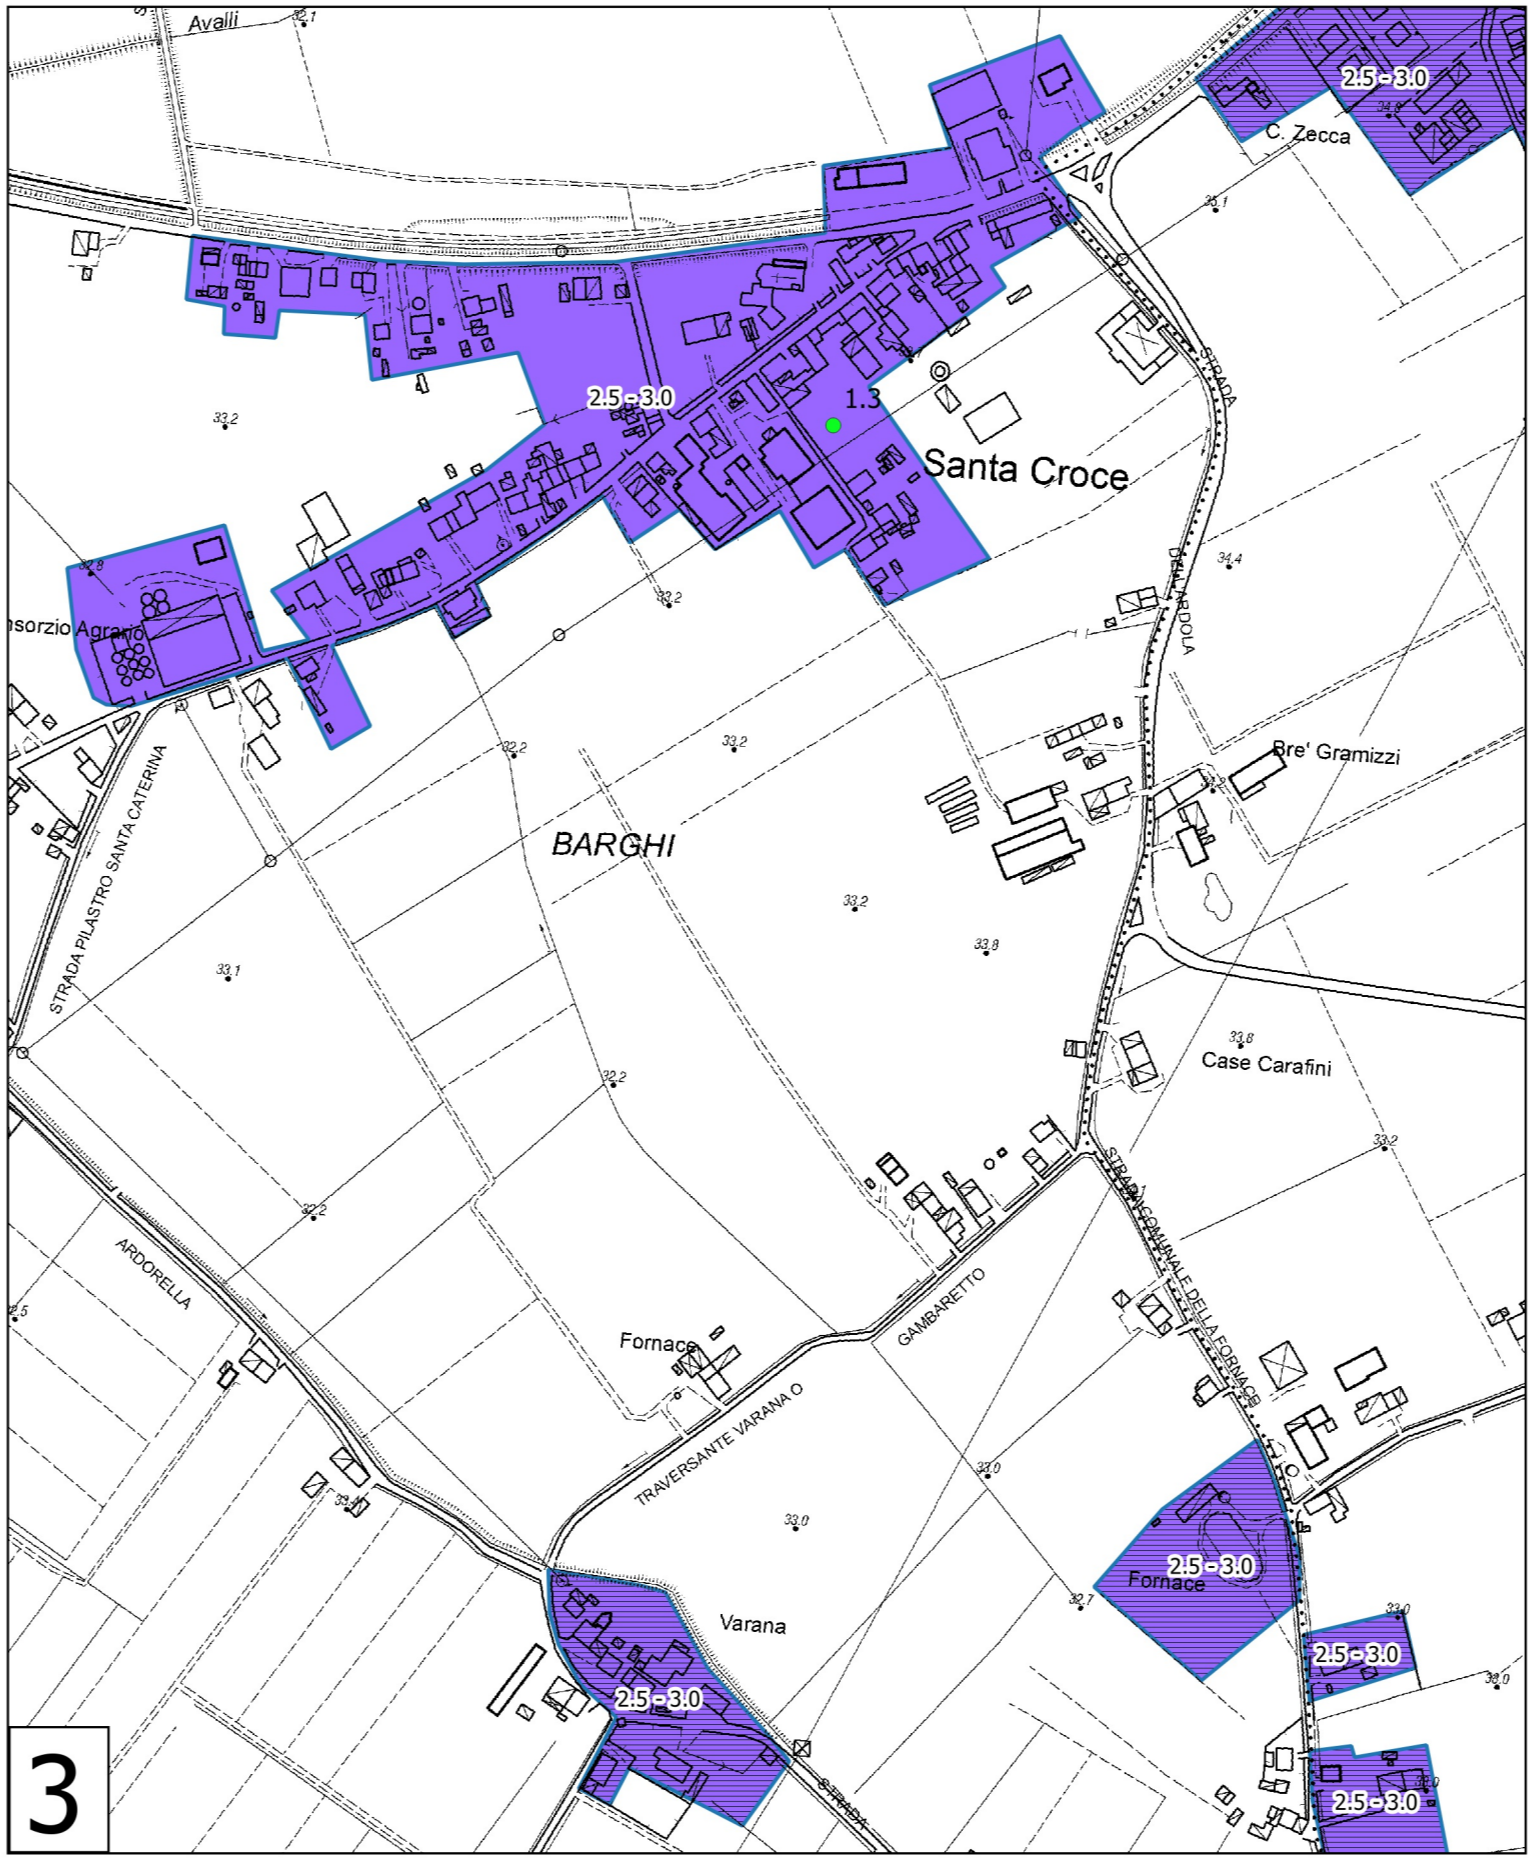 Avalli
32.1
2.5 - 3.0
34.8
C. Zecca
35.1
33.2
2.5 - 3.0
1.3
STRADA
Santa Croce
32.8
nsorzio Agrario
33.2
34.4
DELL'ARDOLA
32.2
33.2
Bre' Gramizzi
STRADA PILASTRO SANTA CATERINA
BARGHI
33.2
33.8
33.1
33.8
Case Carafini
32.2
33.2
32.2
ARDORELLA
STRADA COMUNALE DELLA FORNACE
2.5
GAMBARETTO
Fornace
TRAVERSANTE VARANA O
33.0
33.0
2.5 - 3.0
Fornace
32.7
33.0
Varana
2.5 - 3.0
33.0
2.5 - 3.0
3
STRADA
33.0
2.5 - 3.0